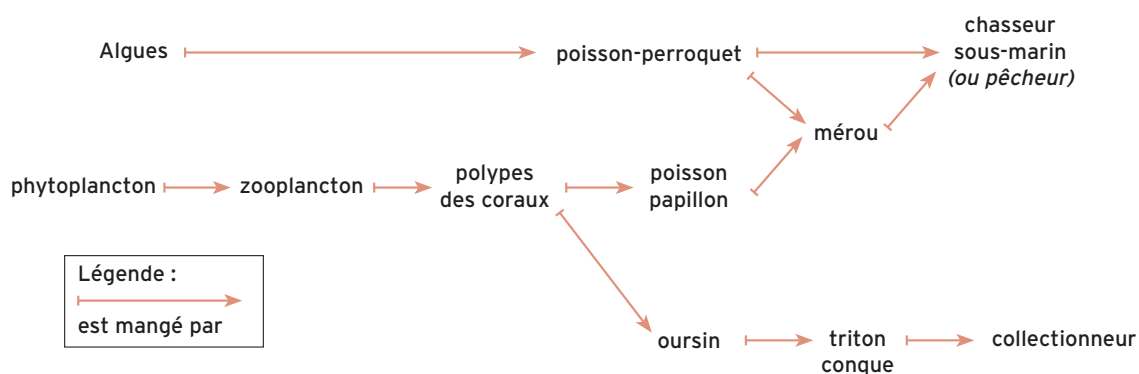 Algues
poisson-perroquet
chasseur
sous-marin
(ou pêcheur)
mérou
phytoplancton
zooplancton
polypes
des coraux
poisson
papillon
Légende :
est mangé par
oursin
triton
conque
collectionneur